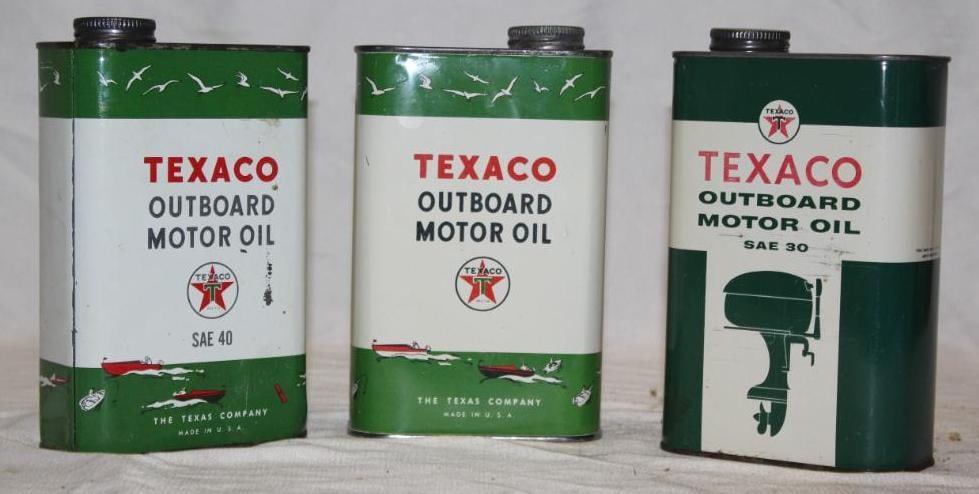 TEXACO
OUTBOARD
MOTOR OIL
TEXACO
T
SAE 40
THE TEXAS COMPANY
MADE IN U. S. A.
TEXACO
OUTBOARD
MOTOR OIL
TEXACO
T
THE TEXAS COMPANY
MADE IN U. S. A.
TEXACO
T
TEXACO
OUTBOARD
MOTOR OIL
SAE 30